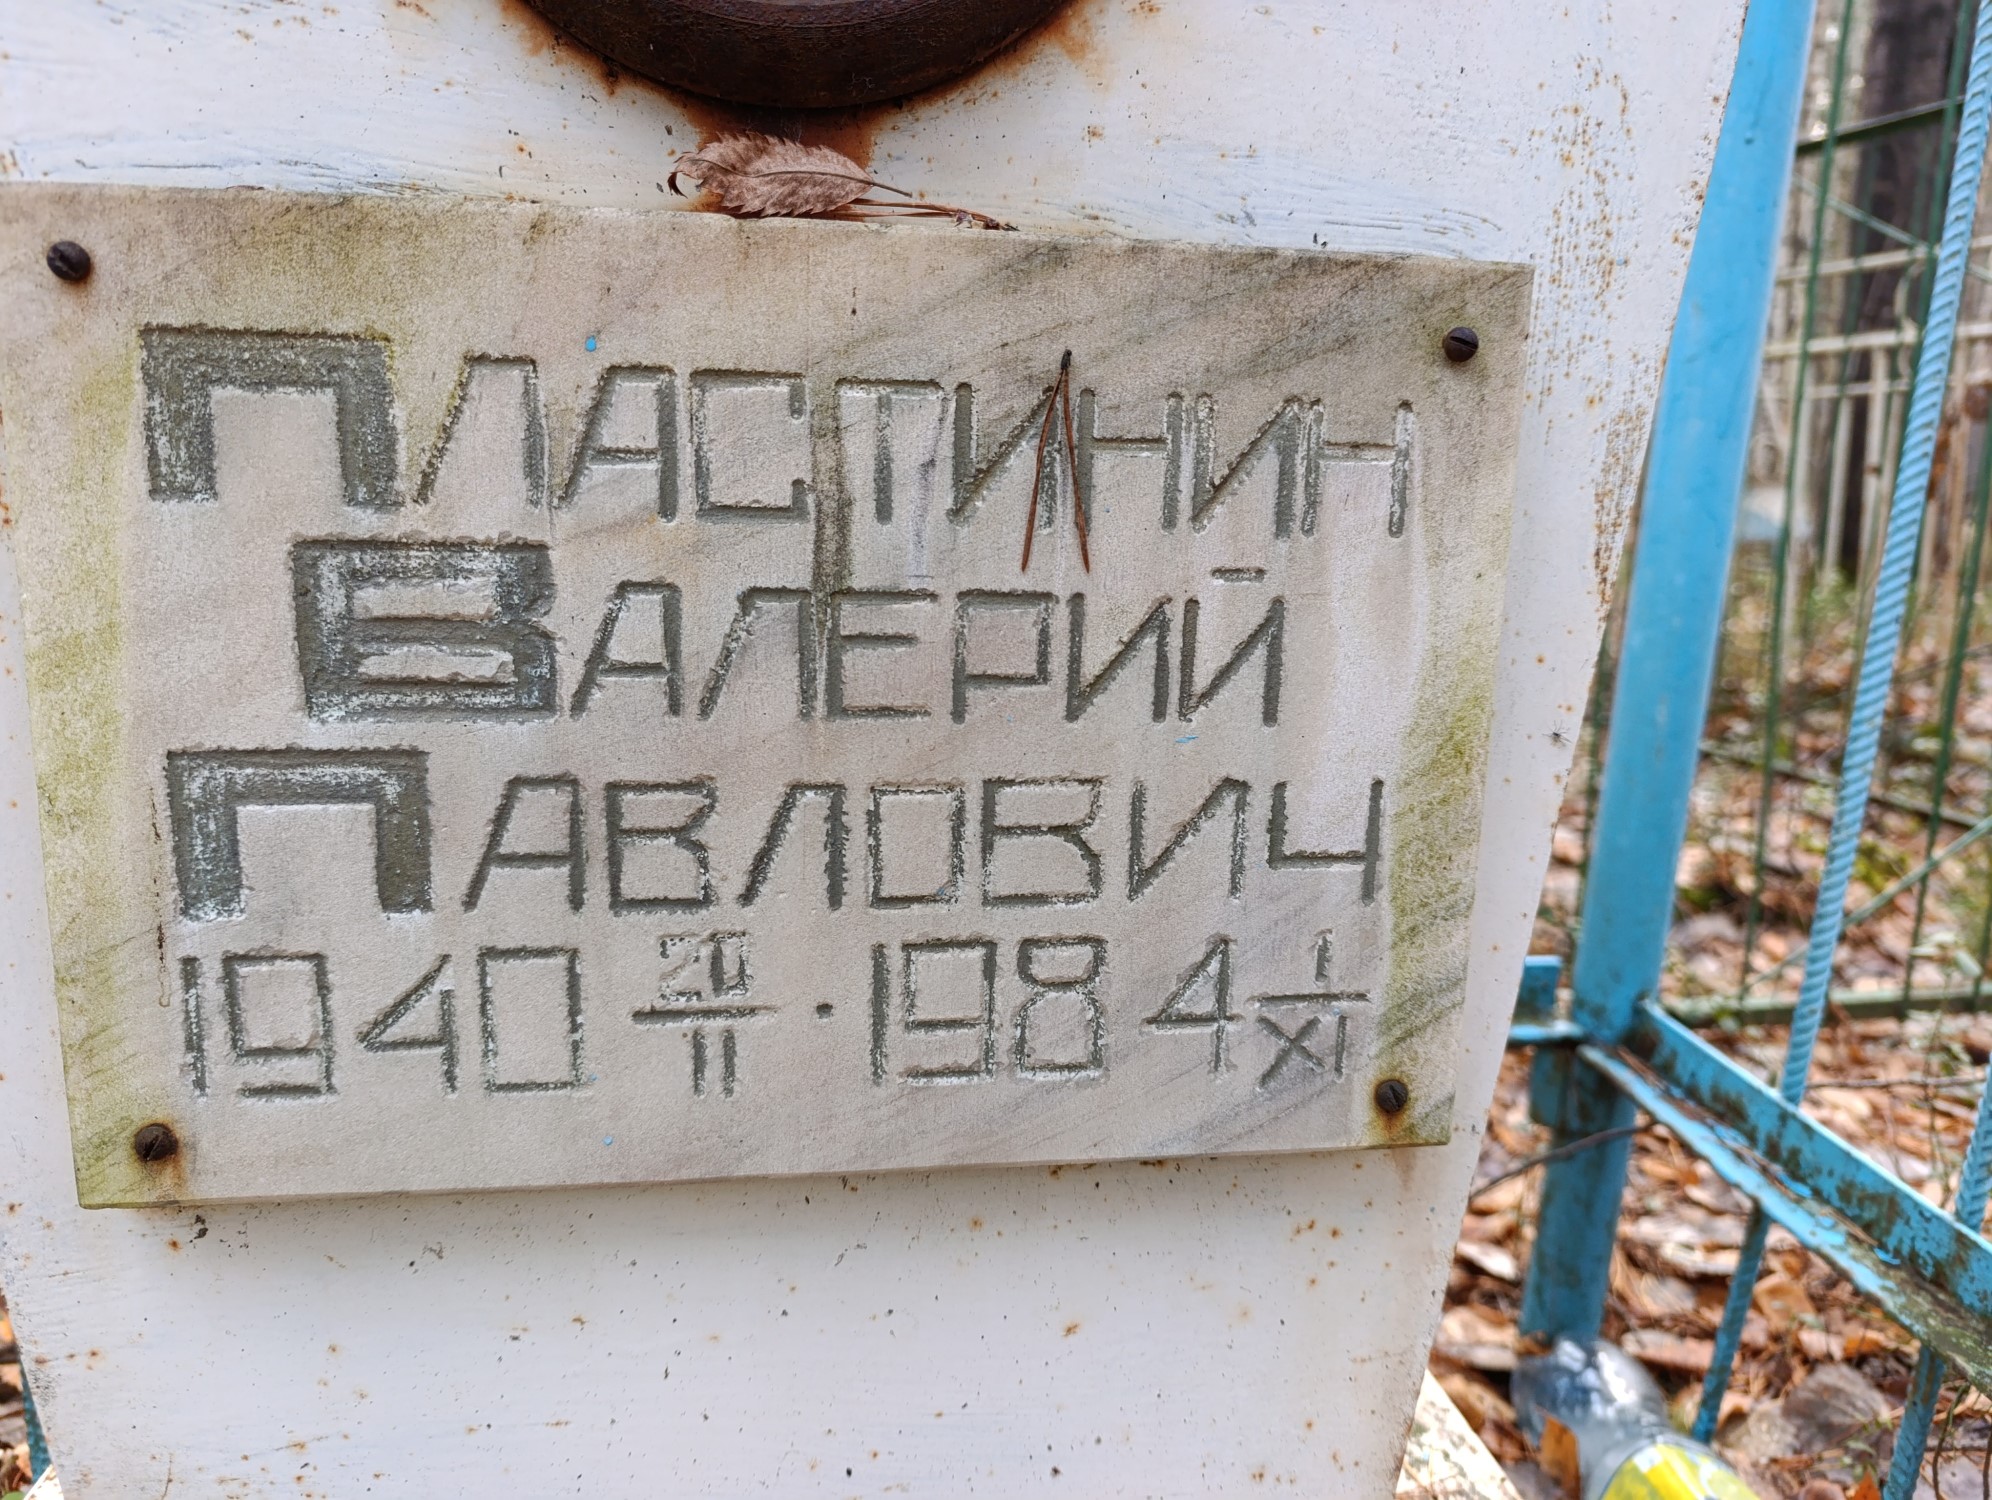 Пластинин
Валерий
Павлович
1940 20/II · 1984 1/XI